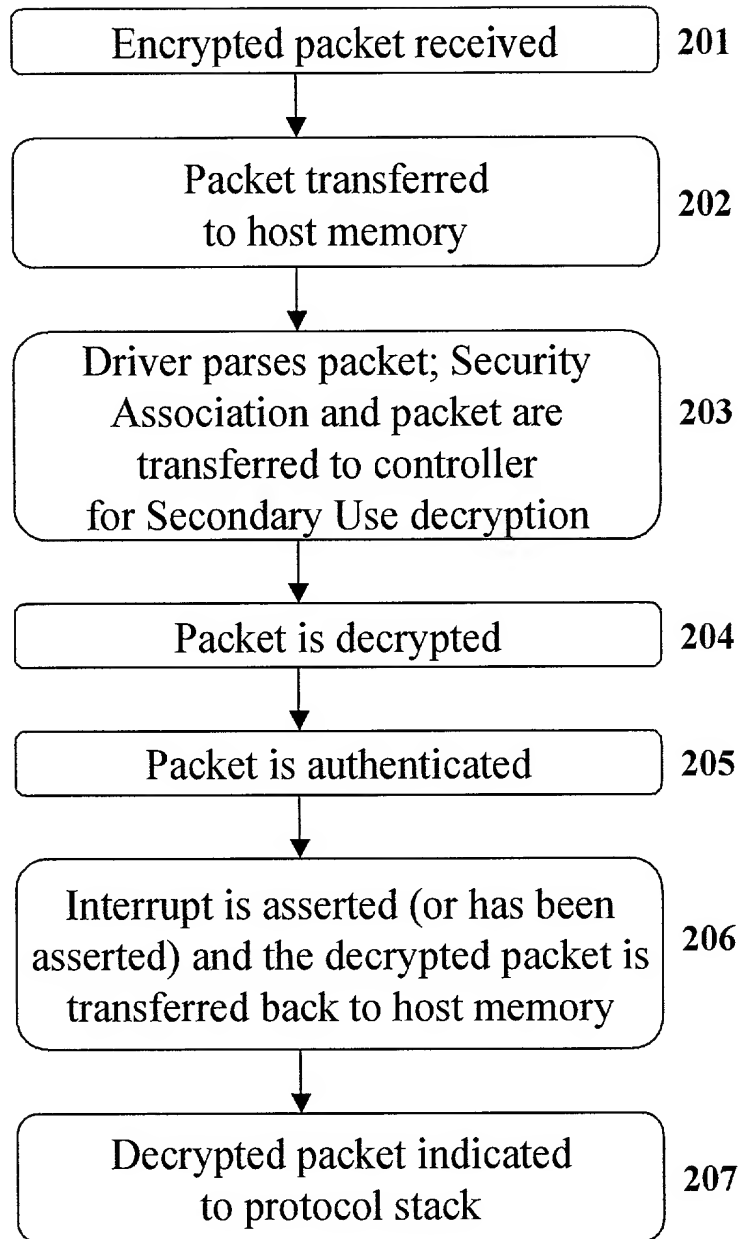 Encrypted packet received
201
Packet transferred
to host memory
202
Driver parses packet; Security
Association and packet are
transferred to controller
for Secondary Use decryption
203
Packet is decrypted
204
Packet is authenticated
205
Interrupt is asserted (or has been
asserted) and the decrypted packet is
transferred back to host memory
206
Decrypted packet indicated
to protocol stack
207